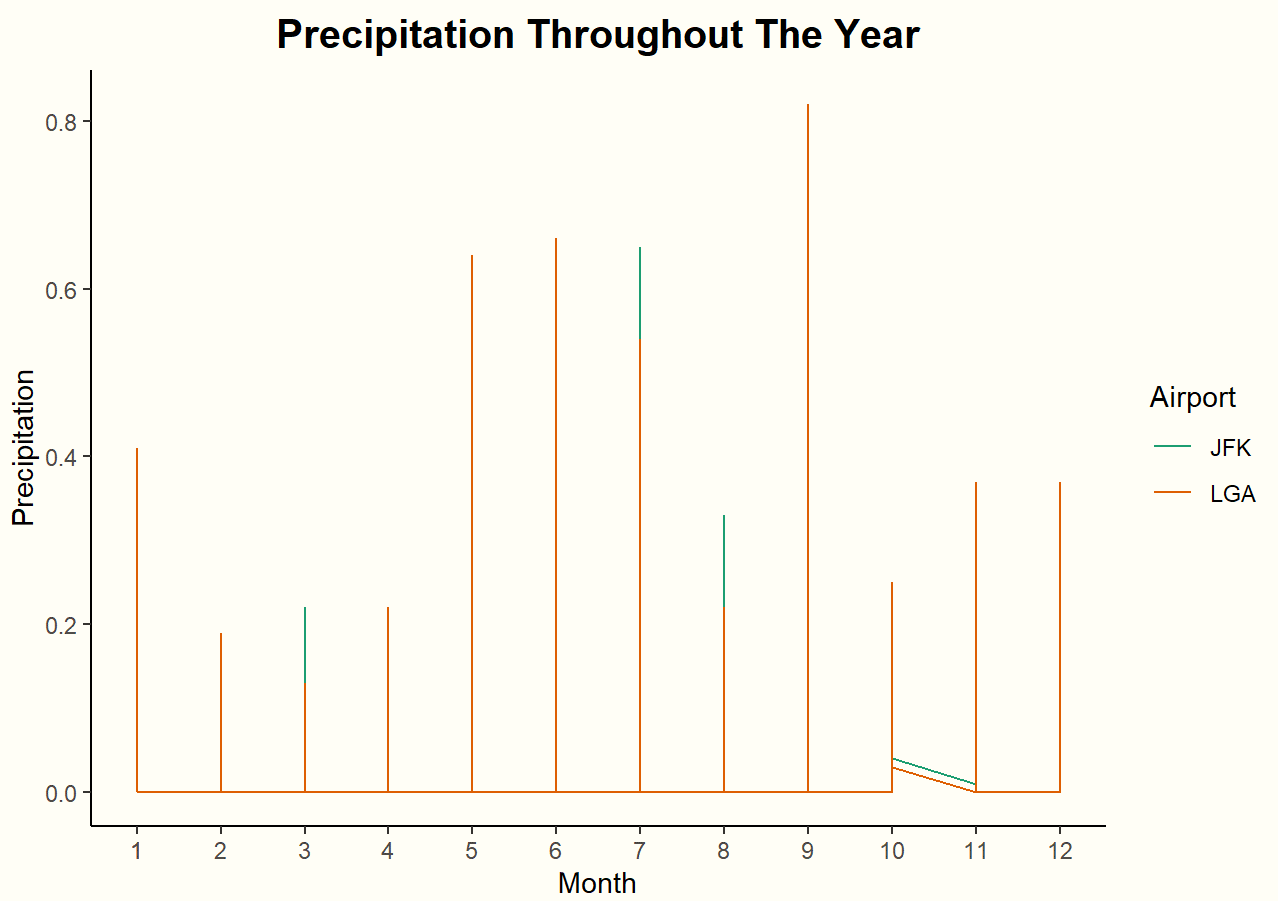 Precipitation Throughout The Year
Precipitation
0.8
0.6
0.4
0.2
0.0
1 2 3 4 5 6 7 8 9 10 11 12
Month
Airport
JFK
LGA